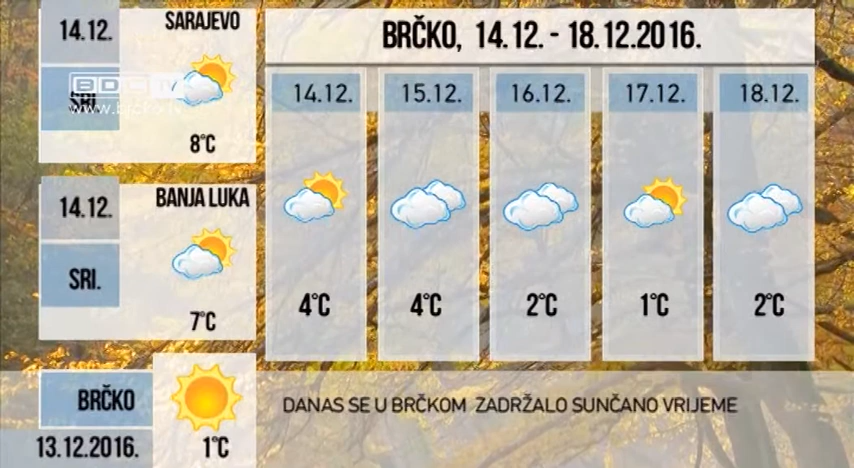 14.12.
SRI.
SARAJEVO
8°C
14.12.
SRI.
BANJA LUKA
7°C
BRČKO
13.12.2016.
1°C
BRČKO, 14.12. - 18.12.2016.
14.12.
15.12.
16.12.
17.12.
18.12.
4°C
4°C
2°C
1°C
2°C
DANAS SE U BRČKOM ZADRŽALO SUNČANO VRIJEME